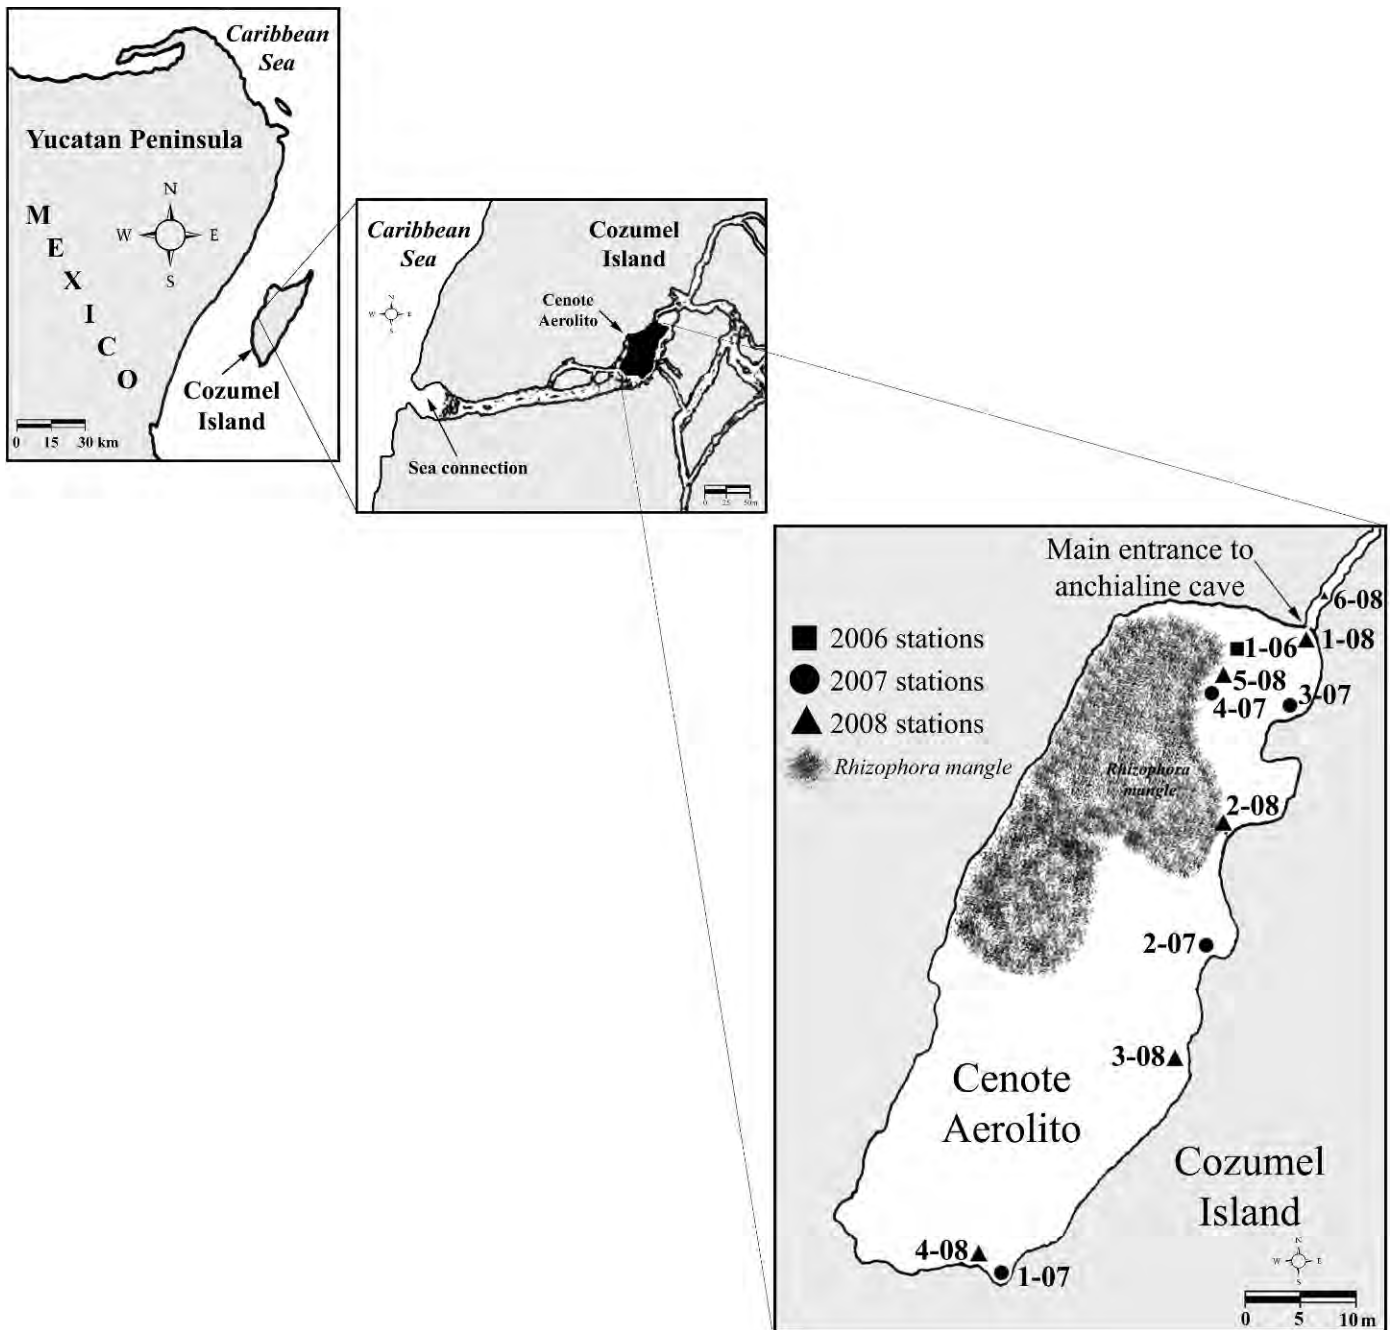 Caribbean
Sea
Yucatan Peninsula
N
W E
S
M
E
X
I
C
O
Cozumel
Island
0 15 30 km
Caribbean
Sea
Cozumel
Island
N
W E
S
Cenote
Aerolito
Sea connection
0 25 50m
Main entrance to
anchialine cave
6-08
2006 stations
1-06
1-08
2007 stations
5-08
3-07
4-07
2008 stations
Rhizophora mangle
Rhizophora
mangle
2-08
2-07
3-08
Cenote
Aerolito
Cozumel
Island
4-08
1-07
N
W E
S
0 5 10 m